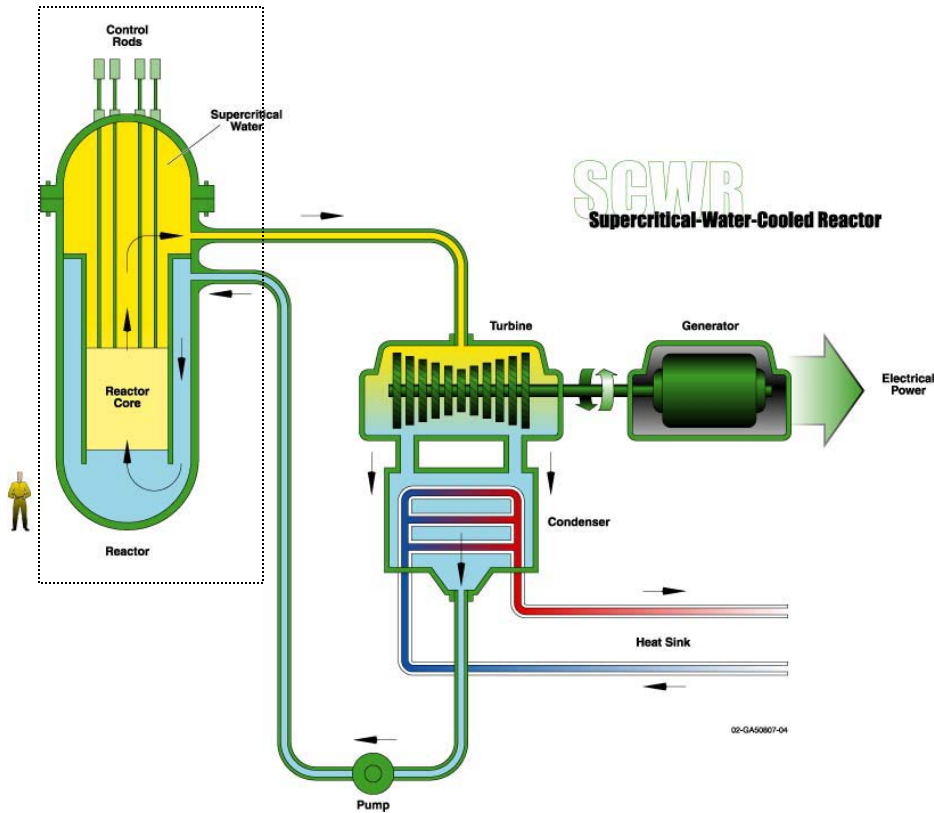 Control
Rods
Supercritical
Water
SCWR
Supercritical-Water-Cooled Reactor
Turbine
Generator
Electrical
Power
Reactor
Core
Condenser
Reactor
Heat Sink
02-GA50807-04
Pump